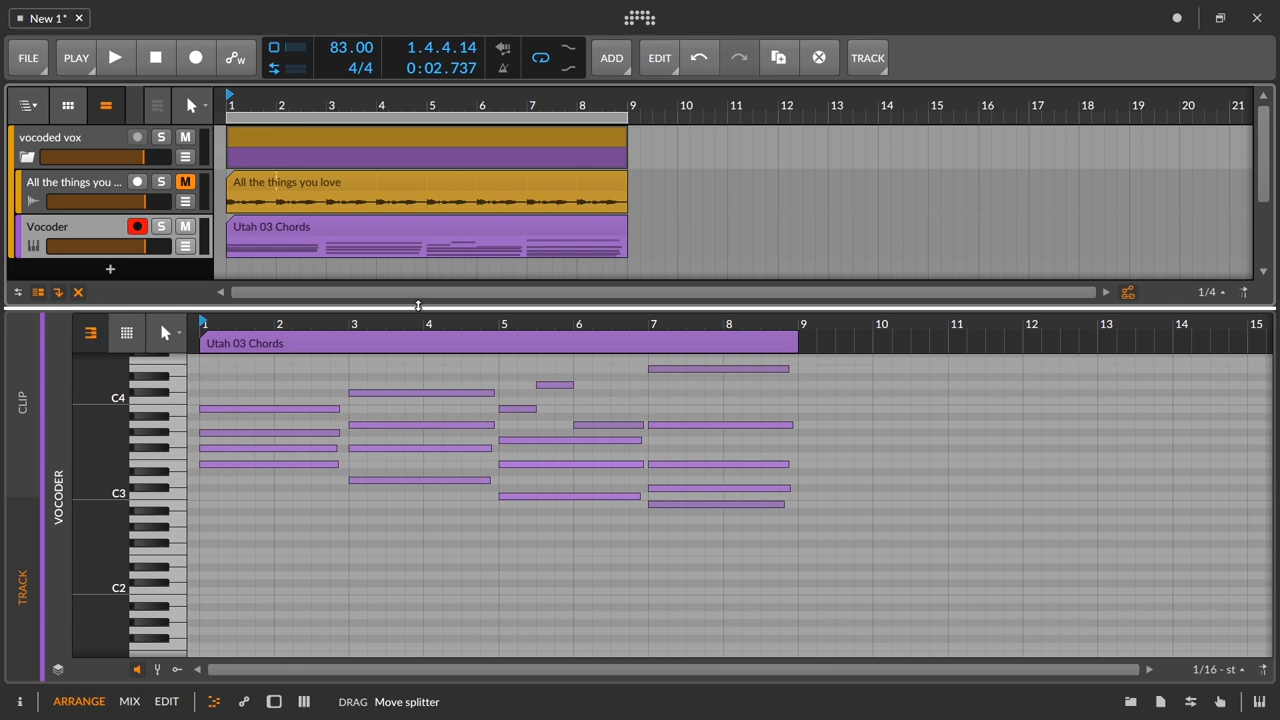 New 1*
FILE PLAY 83.00 1.4.4.14 ADD EDIT TRACK
4/4 0:02.737
1 2 3 4 5 6 7 8 9 10 11 12 13 14 15 16 17 18 19 20 21
vocoded vox S M
All the things you ... S M All the things you love
Vocoder S M Utah 03 Chords
+
1/4
1 2 3 4 5 6 7 8 9 10 11 12 13 14 15
Utah 03 Chords
CLIP
TRACK
VOCODER
C4
C3
C2
1/16 - st
i ARRANGE MIX EDIT DRAG Move splitter